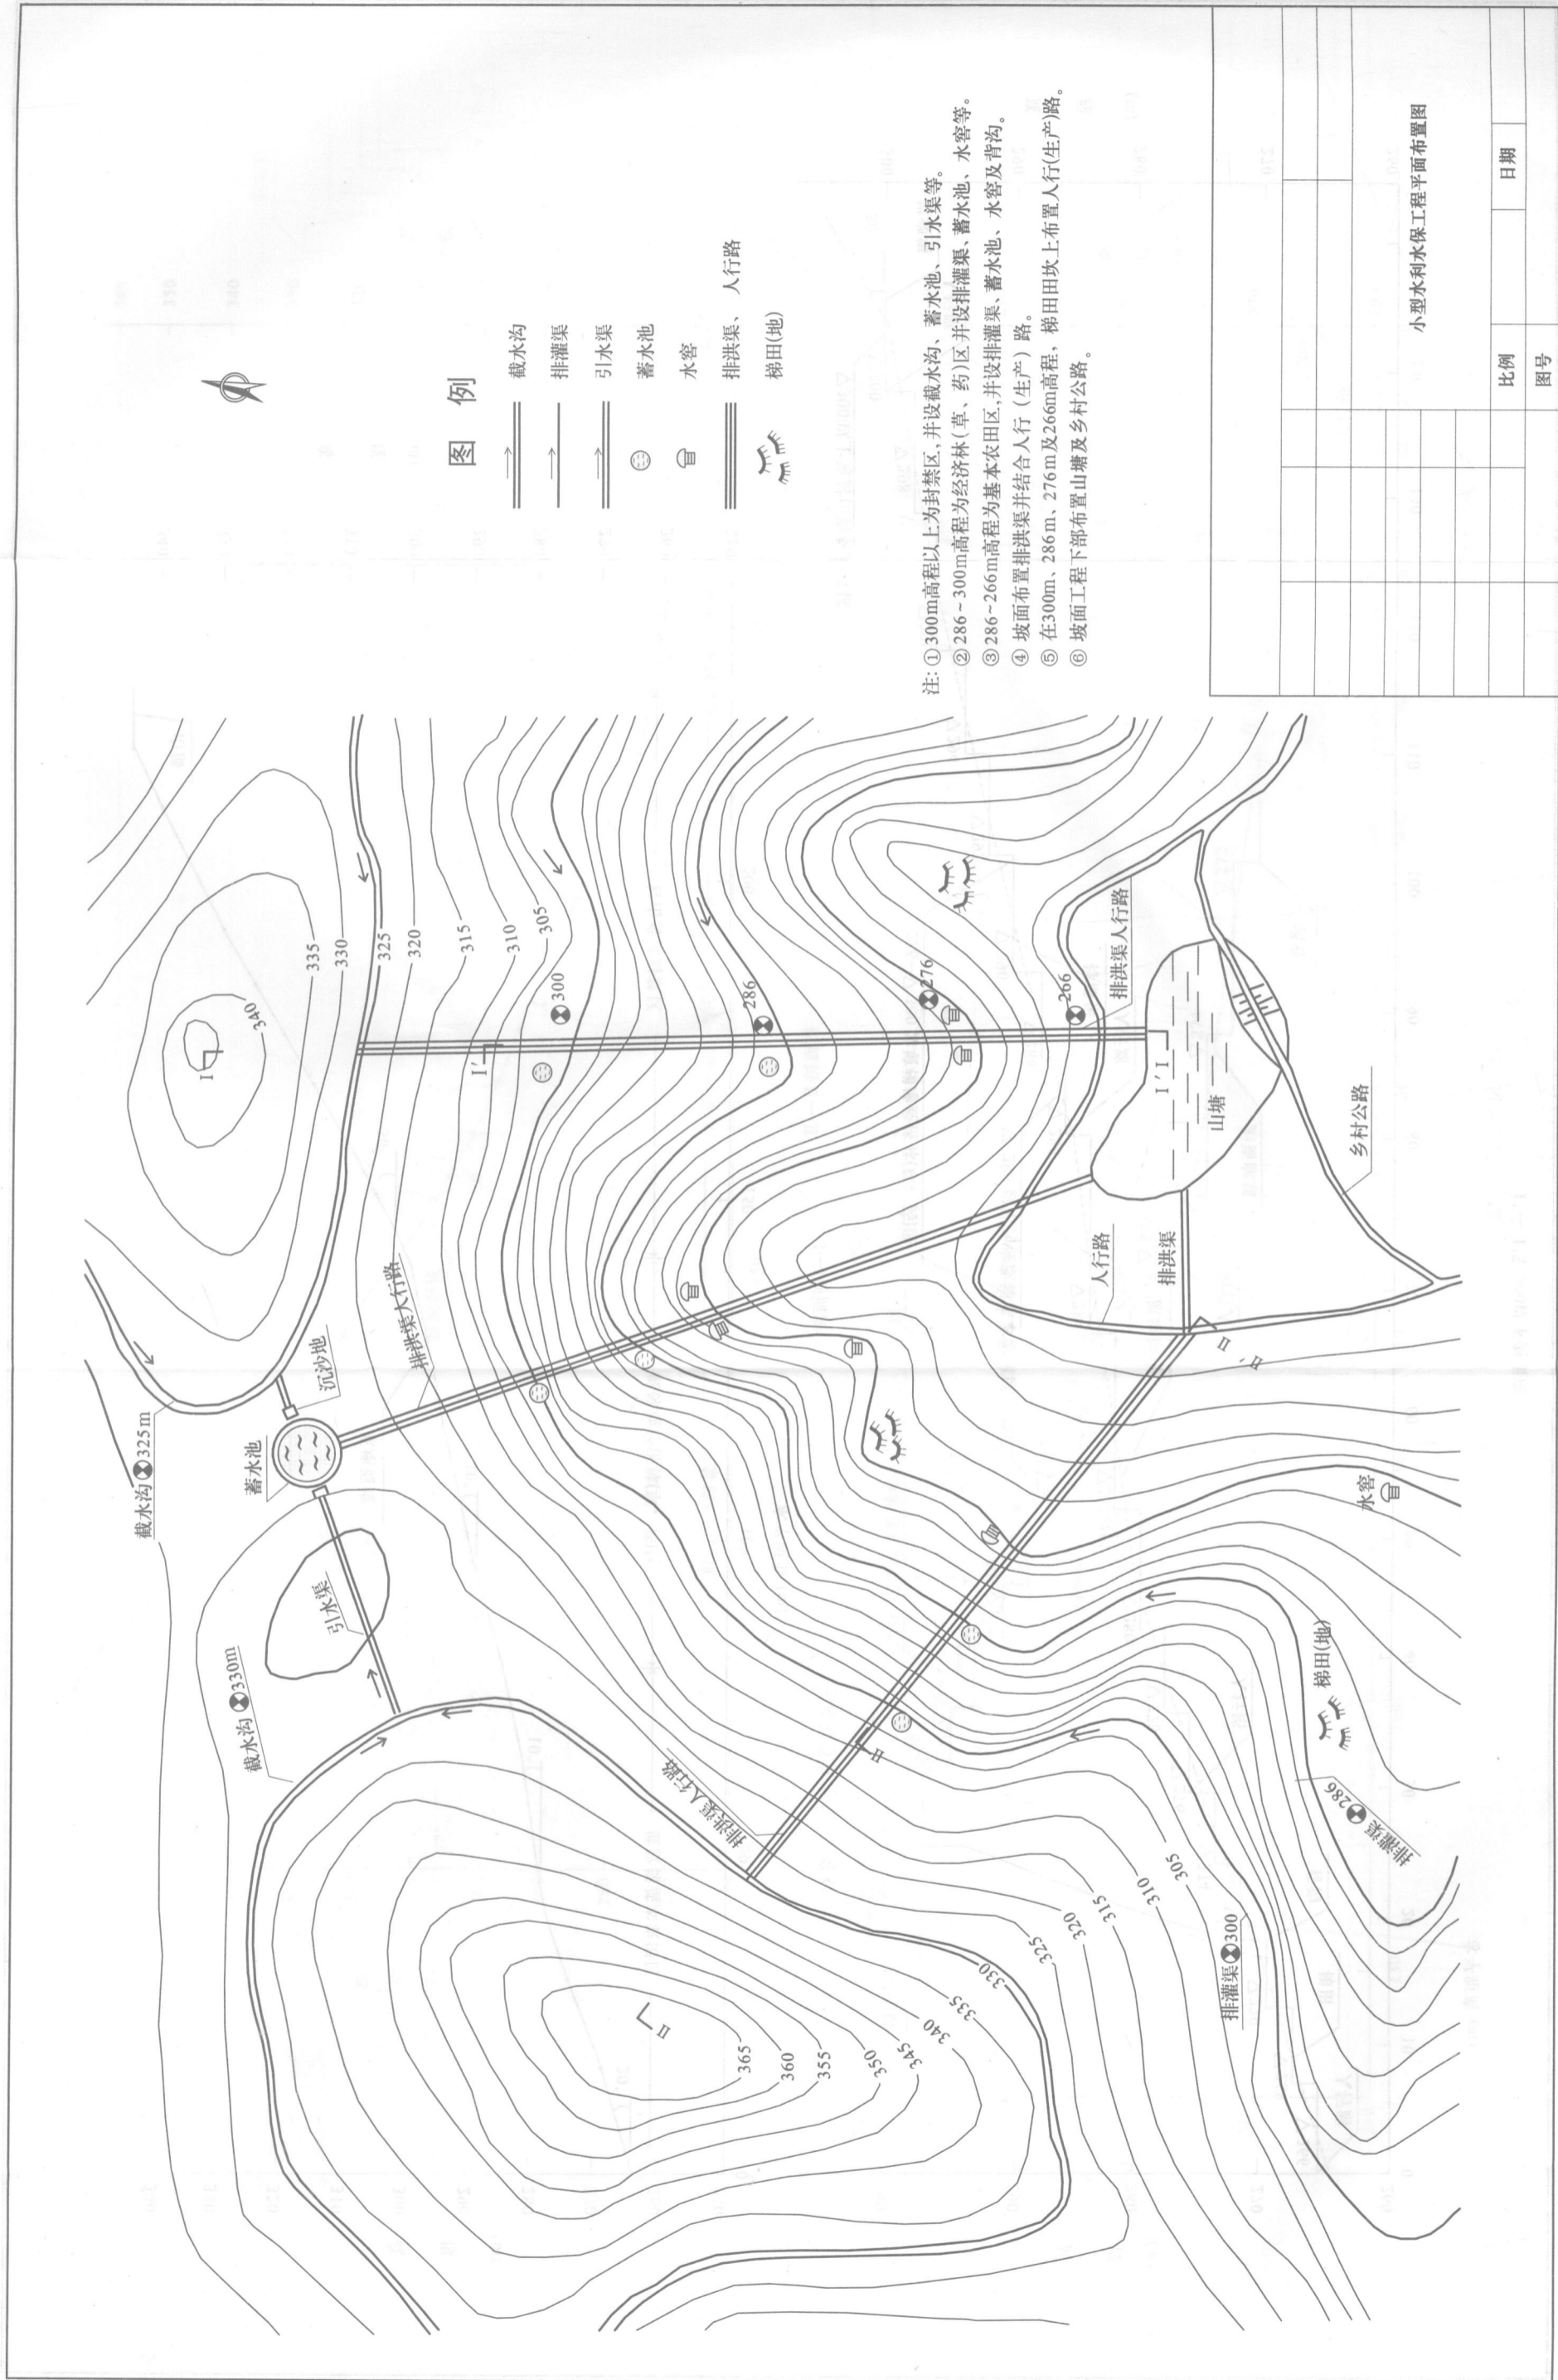 截水沟 325m
蓄水池
沉沙地
引水渠
截水沟 330m
排洪渠人行路
排洪渠人行路
排洪渠人行路
I
I'
I' I
II
II
II
II'
340
335
330
325
320
315
310
305
300
286
276
266
365
360
355
350
345
340
335
330
325
320
315
310
305
排灌渠 300
排灌渠 286
梯田(地)
水窖
人行路
排洪渠
山塘
乡村公路
图 例
截水沟
排灌渠
引水渠
蓄水池
水窖
排洪渠、人行路
梯田(地)
注: ①300m高程以上为封禁区,并设截水沟、蓄水池、引水渠等。
②286~300m高程为经济林(草、药)区并设排灌渠、蓄水池、水窖等。
③286~266m高程为基本农田区,并设排灌渠、蓄水池、水窖及背沟。
④ 坡面布置排洪渠并结合人行（生产）路。
⑤ 在300m、286m、276m及266m高程，梯田田坎上布置人行(生产)路。
⑥ 坡面工程下部布置山塘及乡村公路。
小型水利水保工程平面布置图
比例
日期
图号